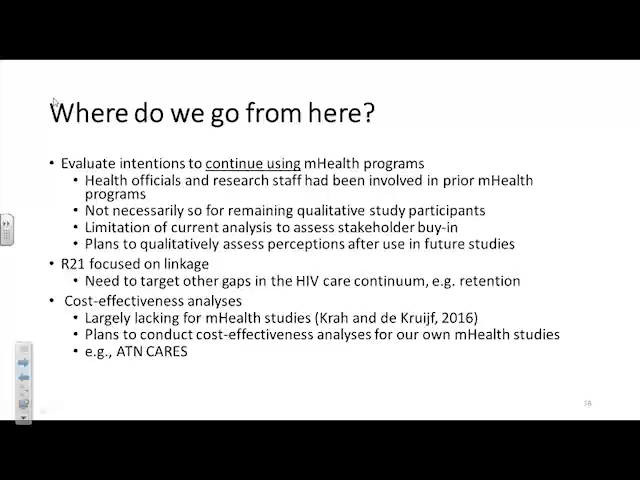 Where do we go from here?
• Evaluate intentions to continue using mHealth programs
• Health officials and research staff had been involved in prior mHealth
programs
• Not necessarily so for remaining qualitative study participants
• Limitation of current analysis to assess stakeholder buy-in
• Plans to qualitatively assess perceptions after use in future studies
• R21 focused on linkage
• Need to target other gaps in the HIV care continuum, e.g. retention
• Cost-effectiveness analyses
• Largely lacking for mHealth studies (Krah and de Kruijf, 2016)
• Plans to conduct cost-effectiveness analyses for our own mHealth studies
• e.g., ATN CARES